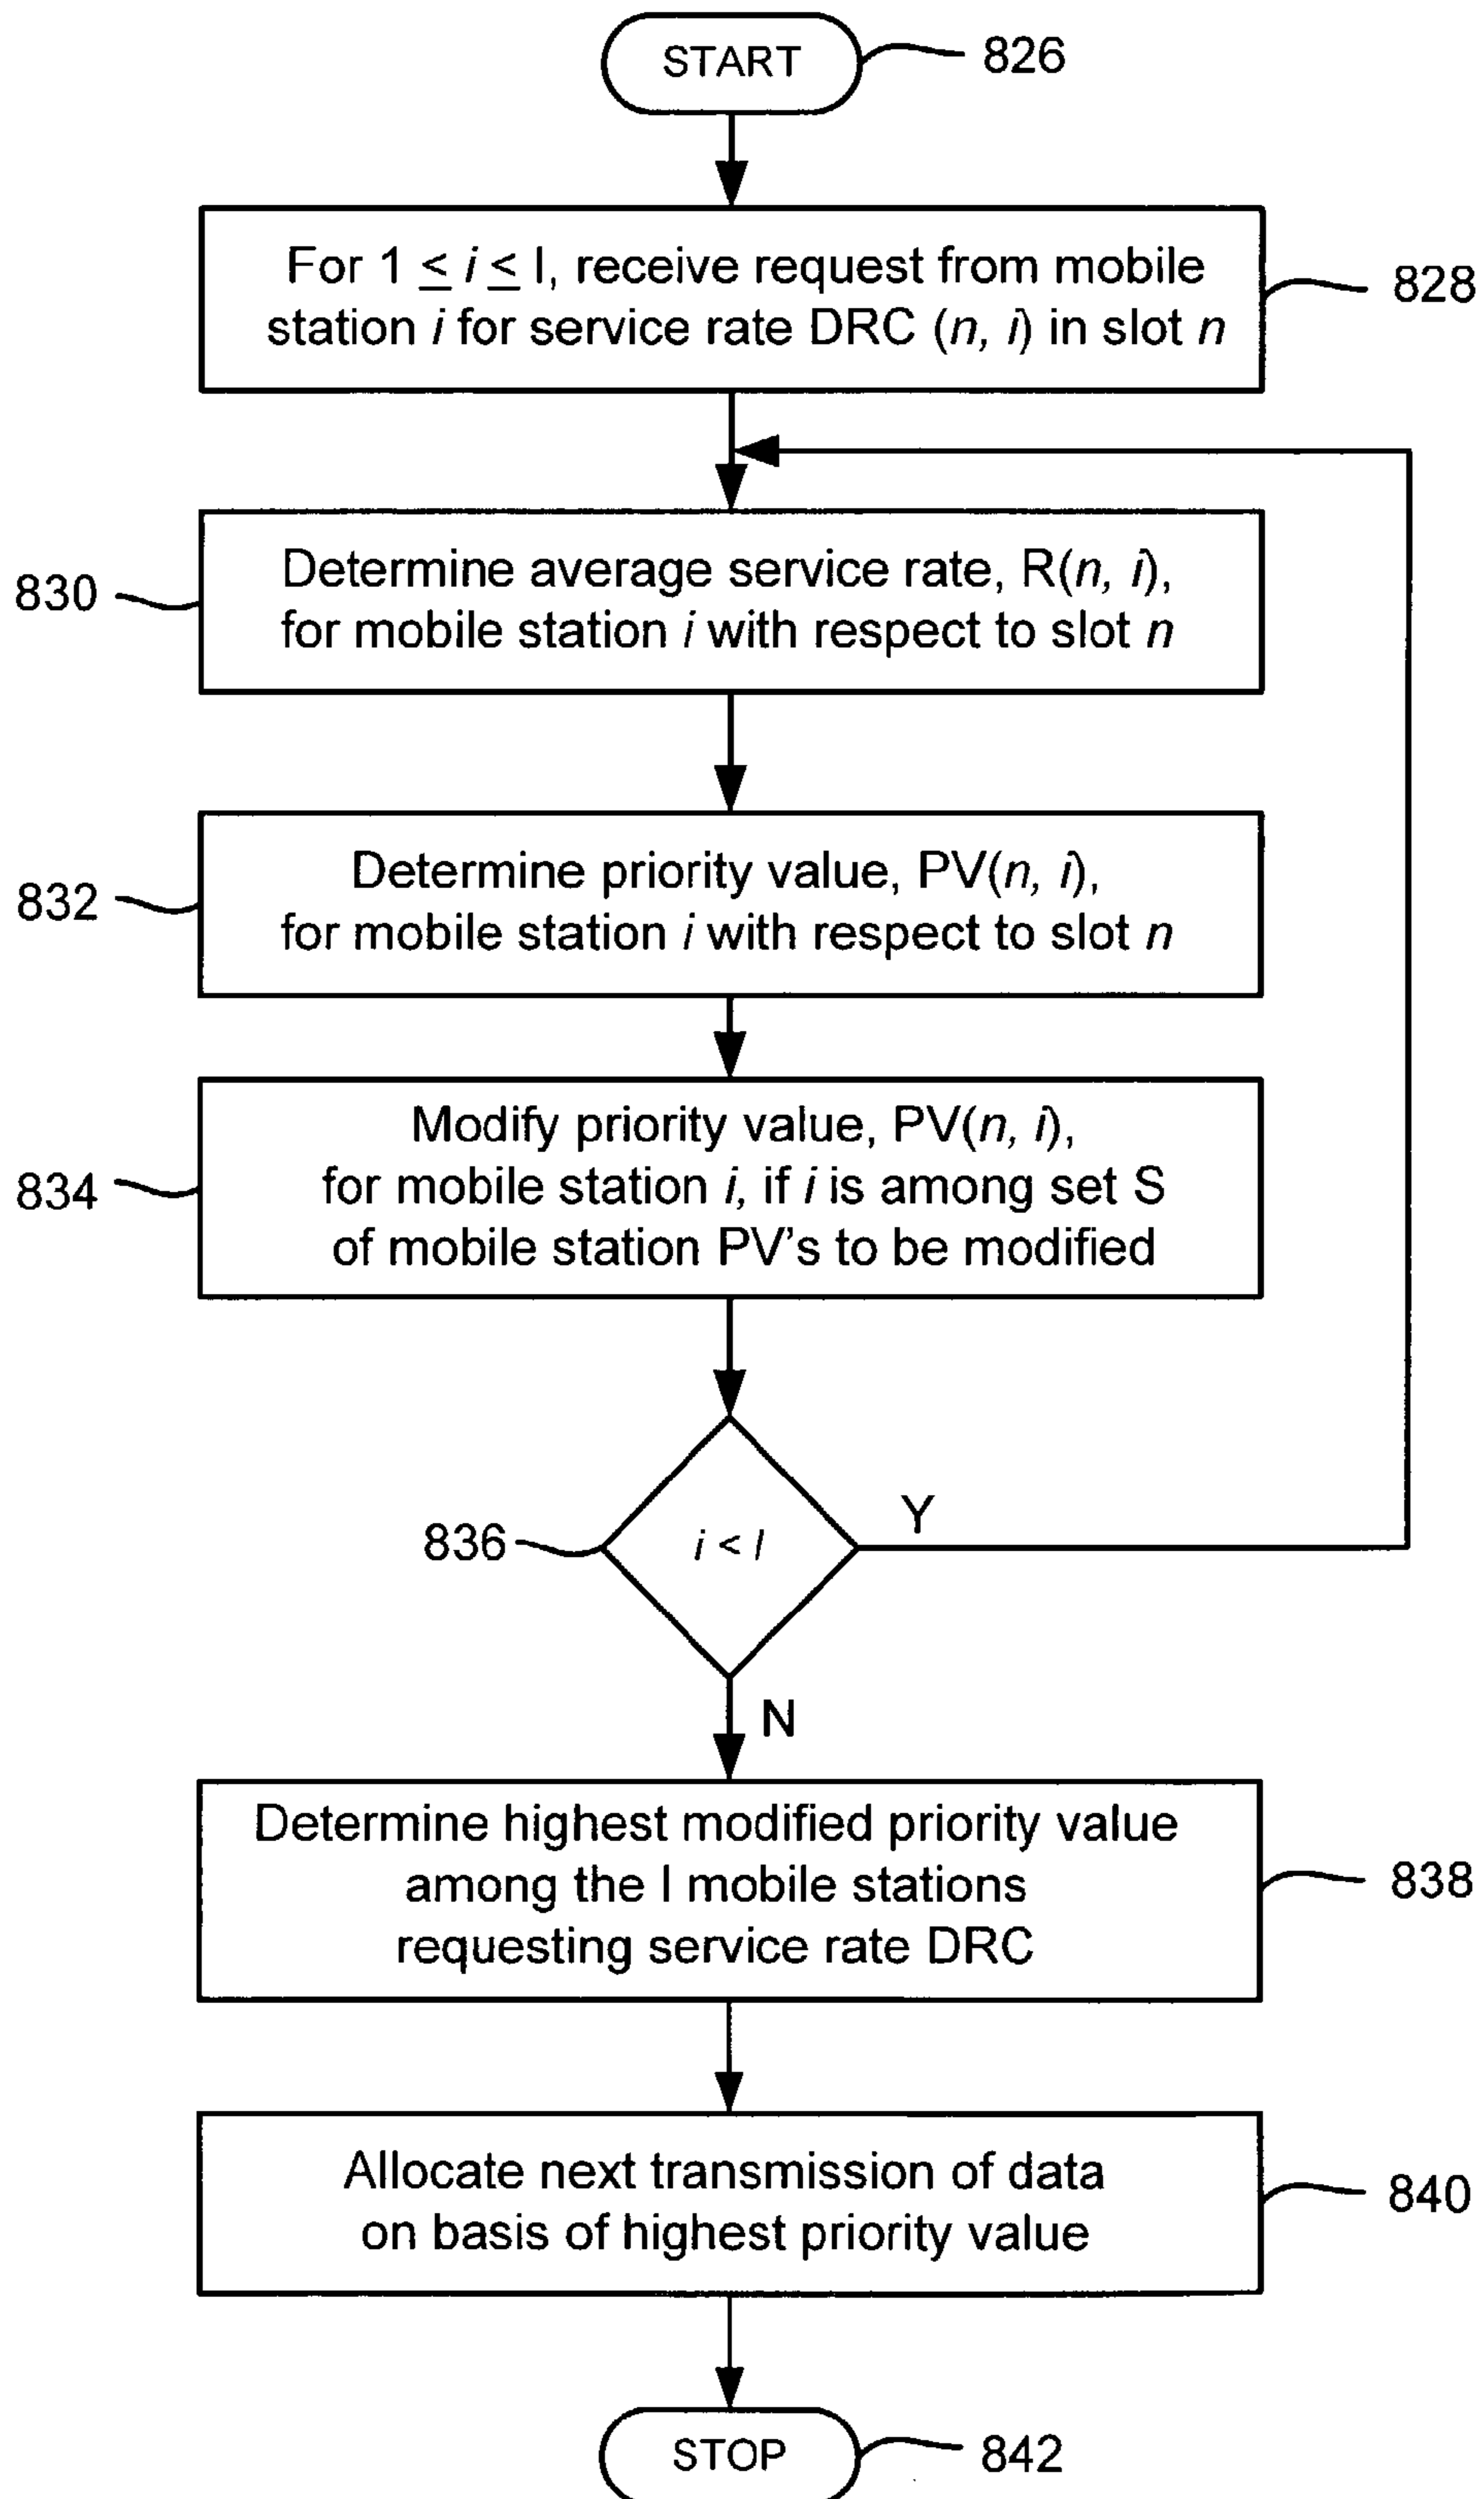 START
826
For 1 ≤ i ≤ I, receive request from mobile
station i for service rate DRC (n, i) in slot n
828
830
Determine average service rate, R(n, i),
for mobile station i with respect to slot n
832
Determine priority value, PV(n, i),
for mobile station i with respect to slot n
834
Modify priority value, PV(n, i),
for mobile station i, if i is among set S
of mobile station PV's to be modified
836
i < I
Y
N
Determine highest modified priority value
among the I mobile stations
requesting service rate DRC
838
Allocate next transmission of data
on basis of highest priority value
840
STOP
842